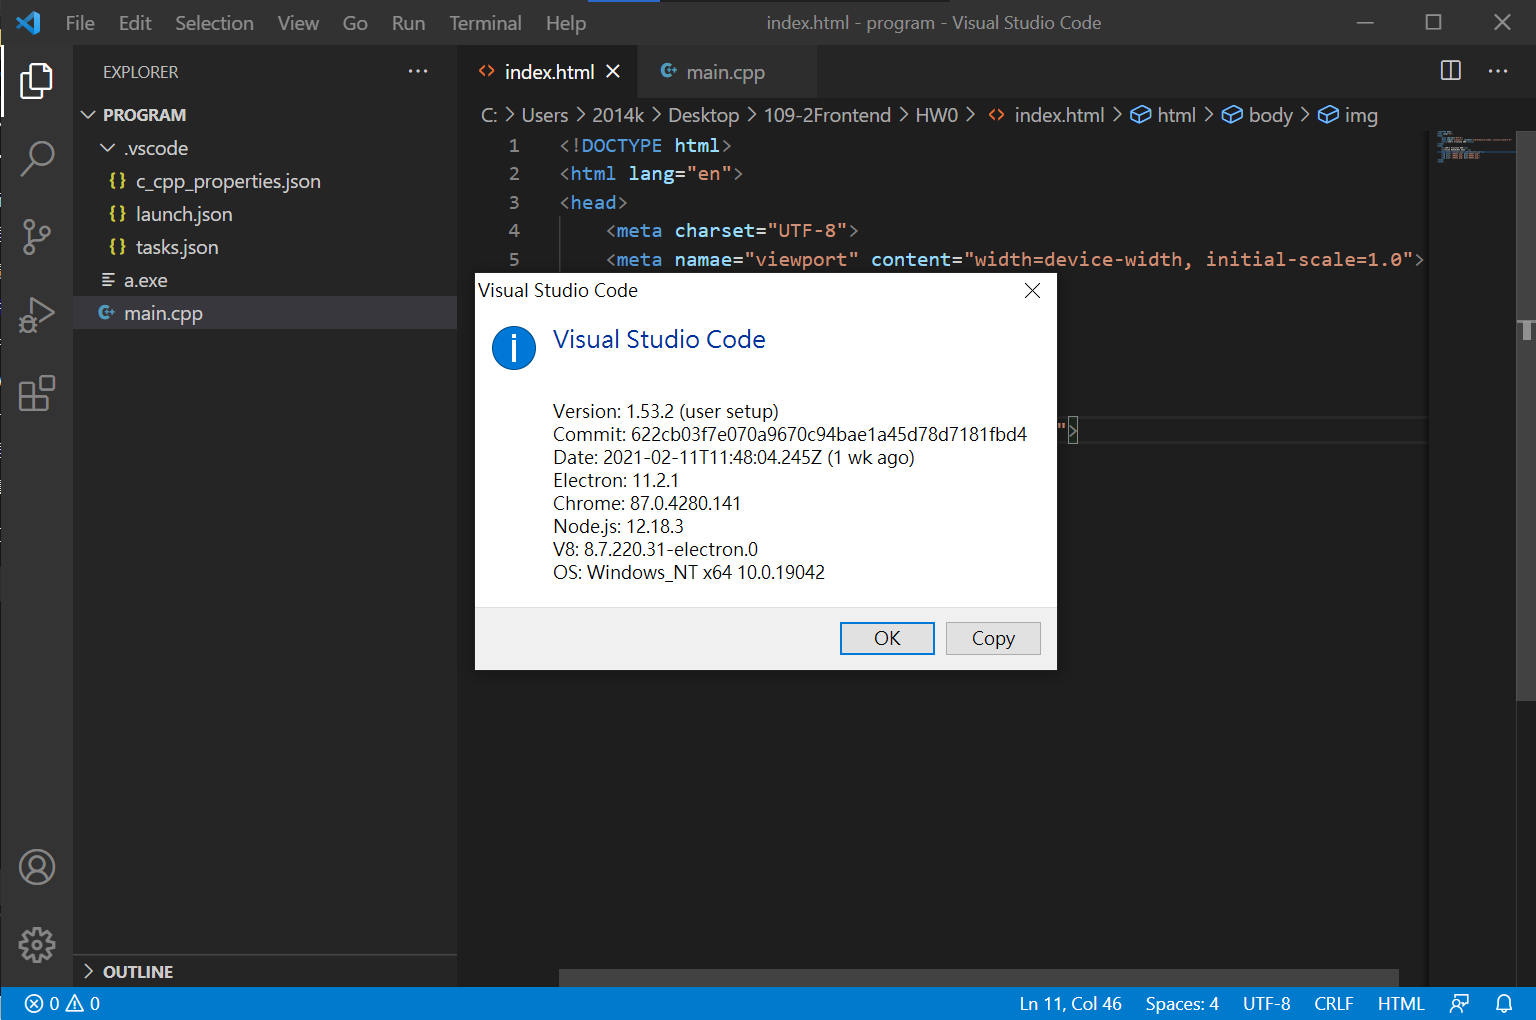 File Edit Selection View Go Run Terminal Help index.html - program - Visual Studio Code
EXPLORER
PROGRAM
.vscode
{} c_cpp_properties.json
{} launch.json
{} tasks.json
a.exe
main.cpp
OUTLINE
index.html main.cpp
C: > Users > 2014k > Desktop > 109-2Frontend > HW0 > <> index.html > html > body > img
1 <!DOCTYPE html>
2 <html lang="en">
3 <head>
4 <meta charset="UTF-8">
5 <meta namae="viewport" content="width=device-width, initial-scale=1.0">
">
Visual Studio Code
Visual Studio Code
Version: 1.53.2 (user setup)
Commit: 622cb03f7e070a9670c94bae1a45d78d7181fbd4
Date: 2021-02-11T11:48:04.245Z (1 wk ago)
Electron: 11.2.1
Chrome: 87.0.4280.141
Node.js: 12.18.3
V8: 8.7.220.31-electron.0
OS: Windows_NT x64 10.0.19042
OK Copy
0 0 Ln 11, Col 46 Spaces: 4 UTF-8 CRLF HTML